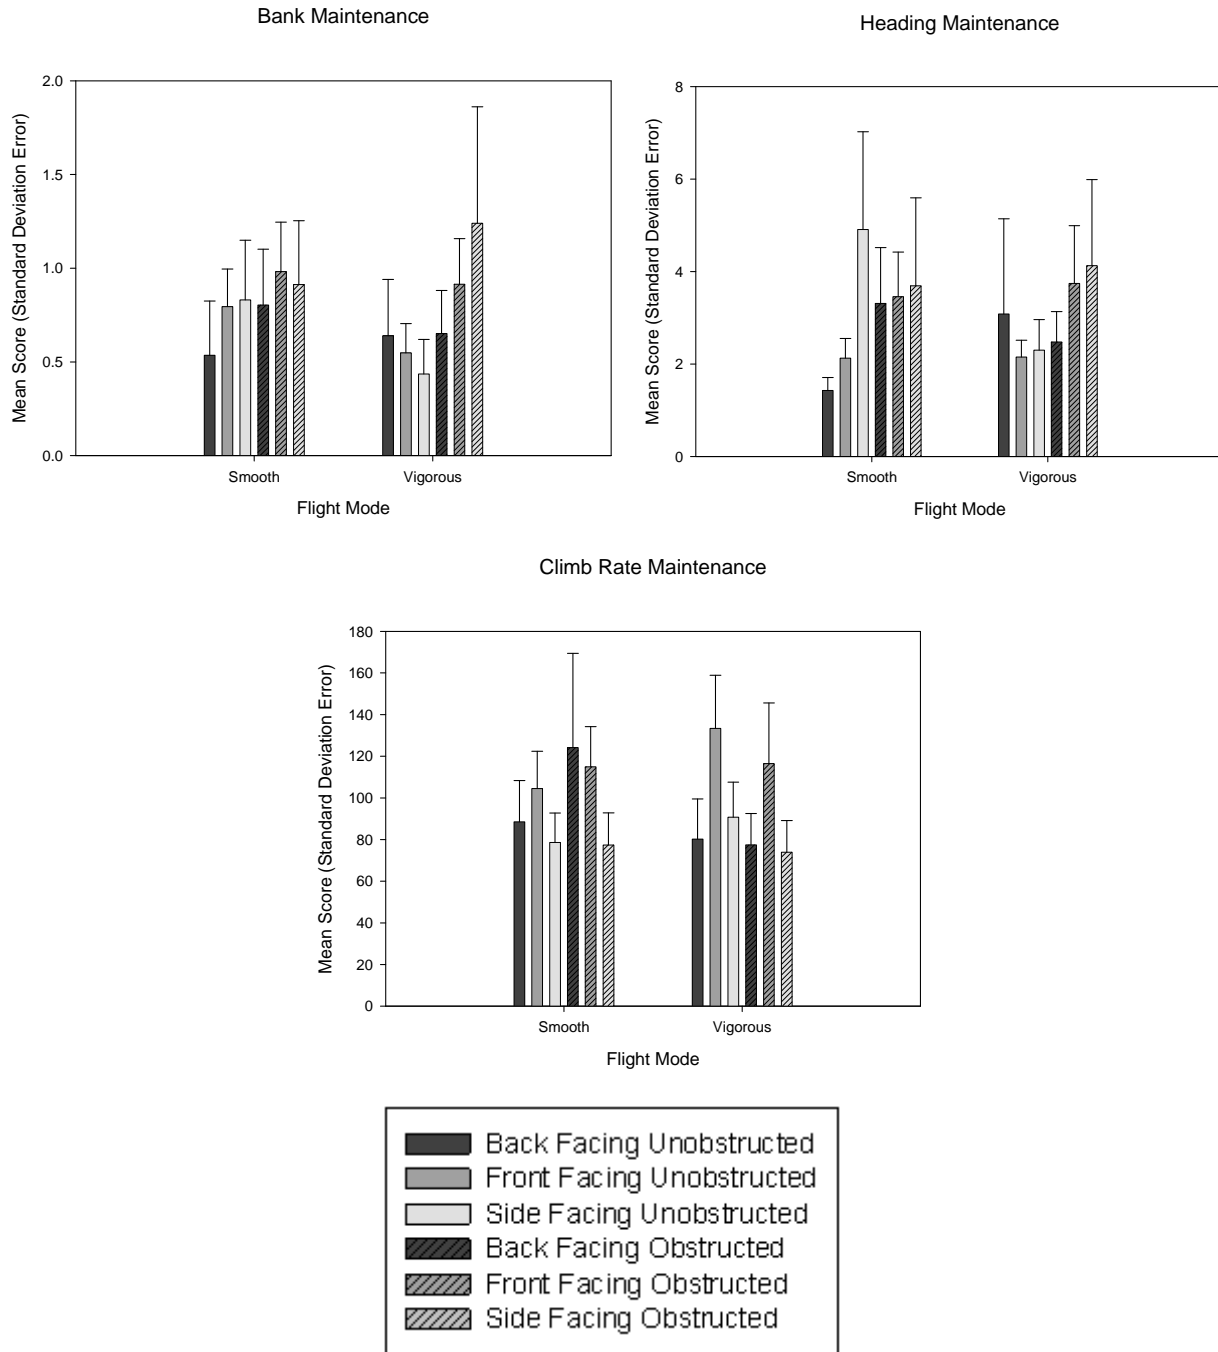 Bank Maintenance
Mean Score (Standard Deviation Error)
2.0
1.5
1.0
0.5
0.0
Smooth Vigorous
Flight Mode
Heading Maintenance
Mean Score (Standard Deviation Error)
8
6
4
2
0
Smooth Vigorous
Flight Mode
Climb Rate Maintenance
Mean Score (Standard Deviation Error)
180
160
140
120
100
80
60
40
20
0
Smooth Vigorous
Flight Mode
Back Facing Unobstructed
Front Facing Unobstructed
Side Facing Unobstructed
Back Facing Obstructed
Front Facing Obstructed
Side Facing Obstructed